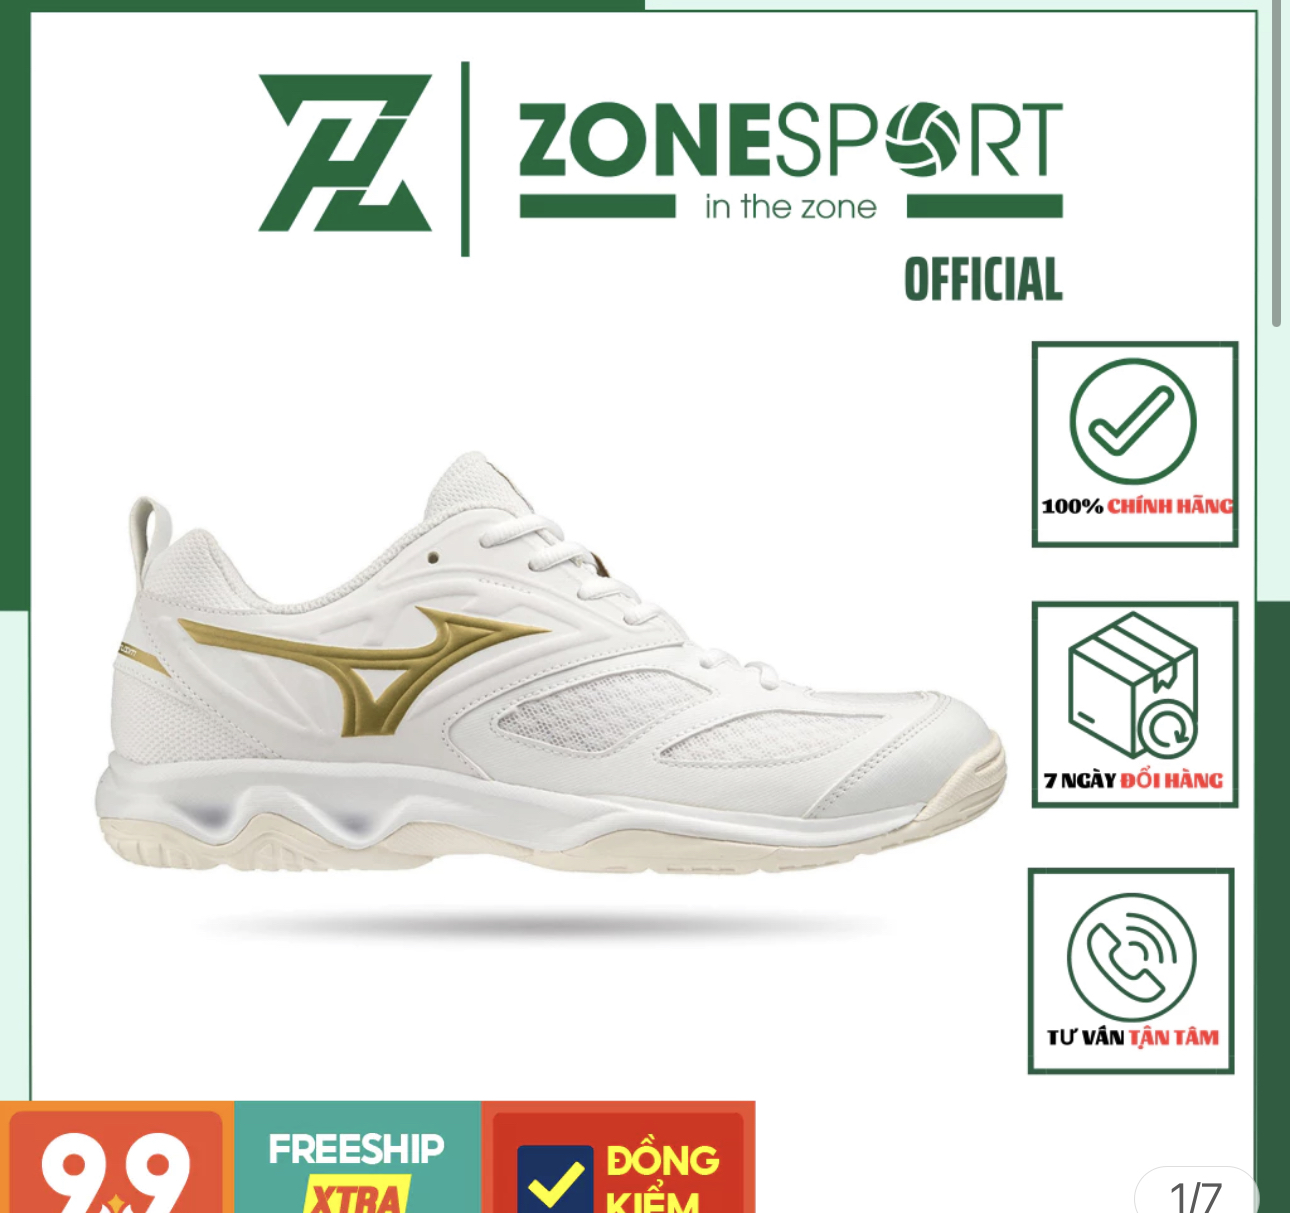 ZONESPORT
in the zone
OFFICIAL
100% CHÍNH HÃNG
7 NGÀY ĐỔI HÀNG
TƯ VẤN TẬN TÂM
9.9
FREESHIP
XTRA
ĐỒNG
KIỂM
1/7